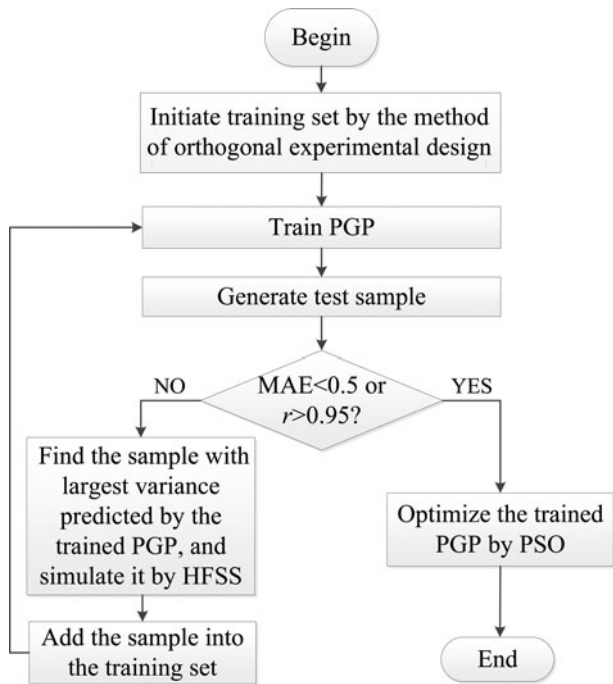 Begin
Initiate training set by the method
of orthogonal experimental design
Train PGP
Generate test sample
MAE<0.5 or
r>0.95?
NO
YES
Find the sample with
largest variance
predicted by the
trained PGP, and
simulate it by HFSS
Add the sample into
the training set
Optimize the trained
PGP by PSO
End